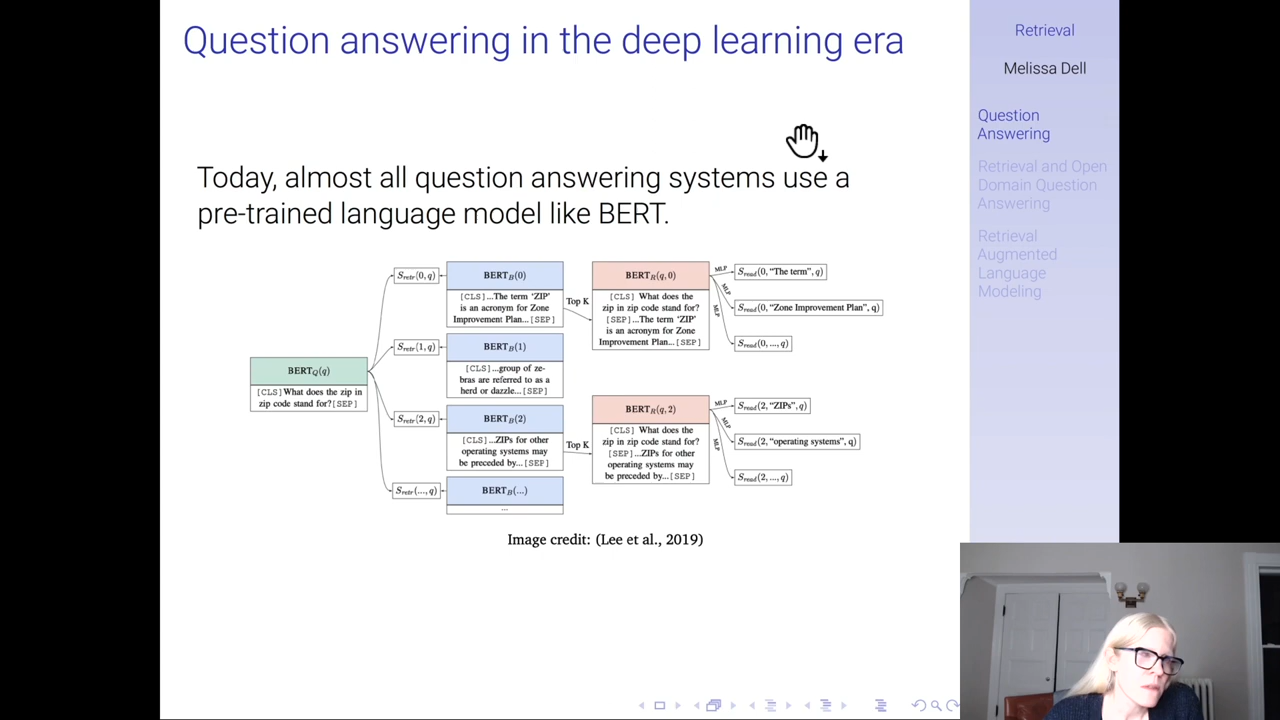 Question answering in the deep learning era
Today, almost all question answering systems use a
pre-trained language model like BERT.
BERT_Q(q)
[CLS]What does the zip in
zip code stand for?[SEP]
S_retr(0, q)
S_retr(1, q)
S_retr(2, q)
S_retr(..., q)
BERT_B(0)
[CLS]...The term ‘ZIP’
is an acronym for Zone
Improvement Plan...[SEP]
BERT_B(1)
[CLS]...group of ze-
bras are referred to as a
herd or dazzle...[SEP]
BERT_B(2)
[CLS]...ZIPs for other
operating systems may
be preceded by...[SEP]
BERT_B(...)
...
Top K
Top K
BERT_R(q, 0)
[CLS] What does the
zip in zip code stand for?
[SEP]...The term ‘ZIP’
is an acronym for Zone
Improvement Plan...[SEP]
BERT_R(q, 2)
[CLS] What does the
zip in zip code stand for?
[SEP]...ZIPs for other
operating systems may
be preceded by...[SEP]
MLP
MLP
MLP
S_read(0, “The term”, q)
S_read(0, “Zone Improvement Plan”, q)
S_read(0, ..., q)
MLP
MLP
MLP
S_read(2, “ZIPs”, q)
S_read(2, “operating systems”, q)
S_read(2, ..., q)
Image credit: (Lee et al., 2019)
Retrieval
Melissa Dell
Question
Answering
Retrieval and Open
Domain Question
Answering
Retrieval
Augmented
Language
Modeling